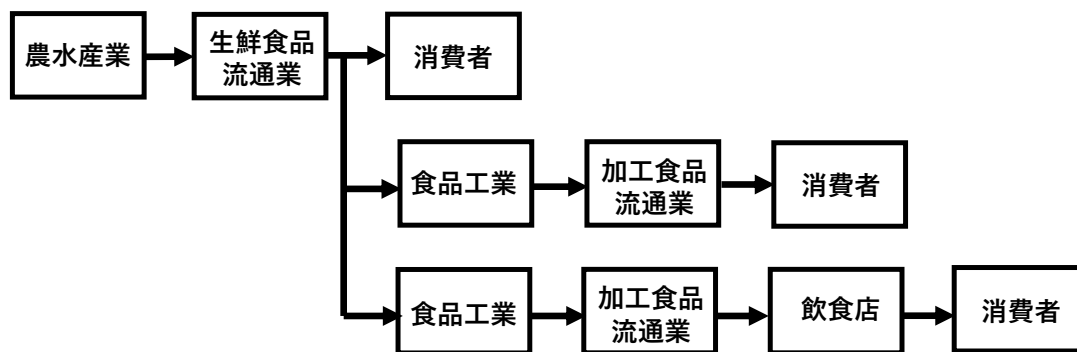 農水産業
生鮮食品
流通業
消費者
食品工業
加工食品
流通業
消費者
食品工業
加工食品
流通業
飲食店
消費者